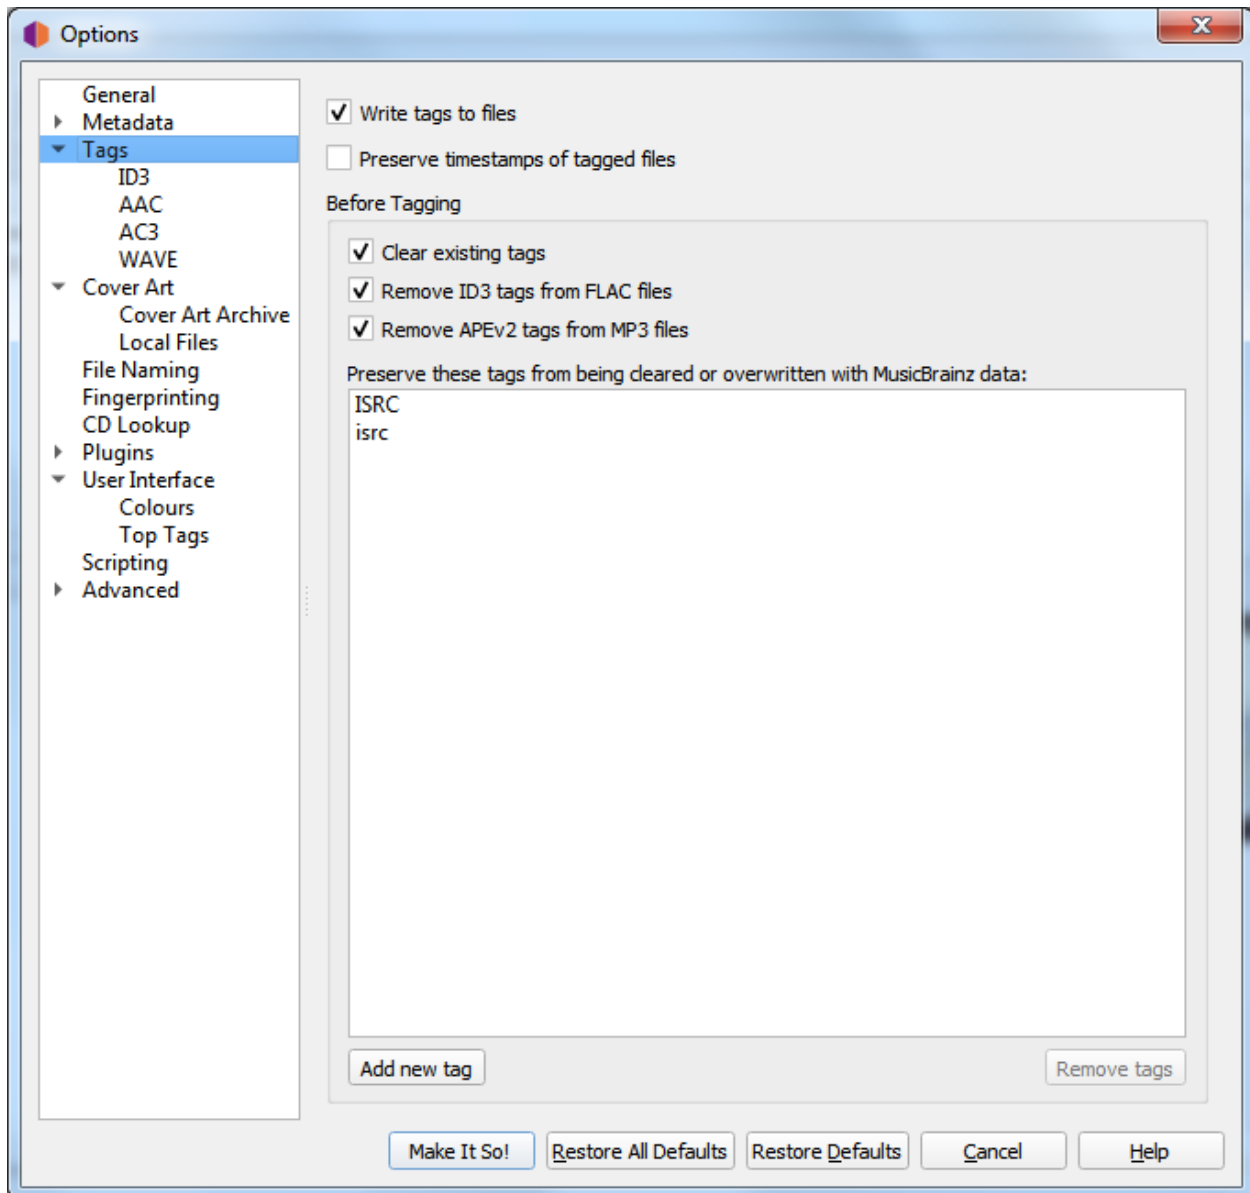 Options
General
Metadata
Tags
ID3
AAC
AC3
WAVE
Cover Art
Cover Art Archive
Local Files
File Naming
Fingerprinting
CD Lookup
Plugins
User Interface
Colours
Top Tags
Scripting
Advanced
Write tags to files
Preserve timestamps of tagged files
Before Tagging
Clear existing tags
Remove ID3 tags from FLAC files
Remove APEv2 tags from MP3 files
Preserve these tags from being cleared or overwritten with MusicBrainz data:
ISRC
isrc
Add new tag
Remove tags
Make It So!
Restore All Defaults
Restore Defaults
Cancel
Help